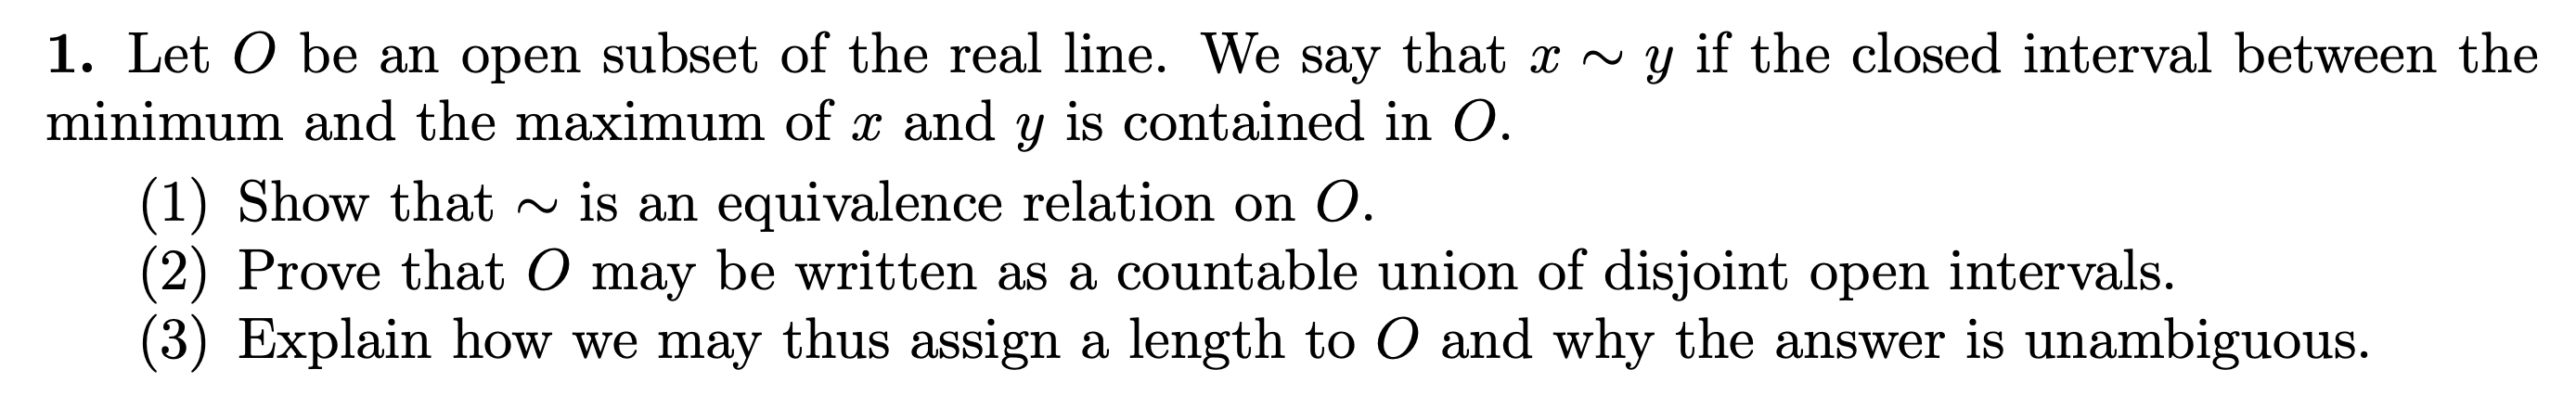 1. Let O be an open subset of the real line. We say that x ∼ y if the closed interval between the
minimum and the maximum of x and y is contained in O.
(1) Show that ∼ is an equivalence relation on O.
(2) Prove that O may be written as a countable union of disjoint open intervals.
(3) Explain how we may thus assign a length to O and why the answer is unambiguous.